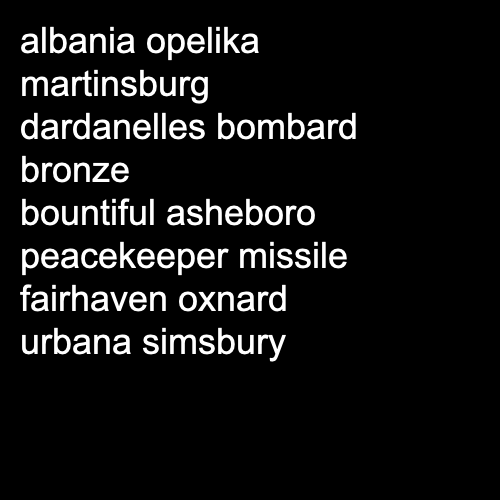 albania opelika
martinsburg
dardanelles bombard
bronze
bountiful asheboro
peacekeeper missile
fairhaven oxnard
urbana simsbury